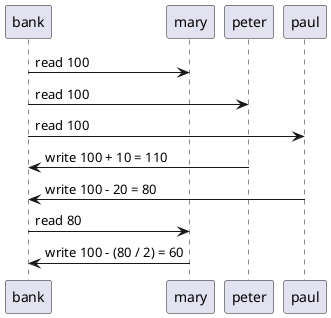 bank mary peter paul
read 100
read 100
read 100
write 100 + 10 = 110
write 100 - 20 = 80
read 80
write 100 - (80 / 2) = 60
bank mary peter paul